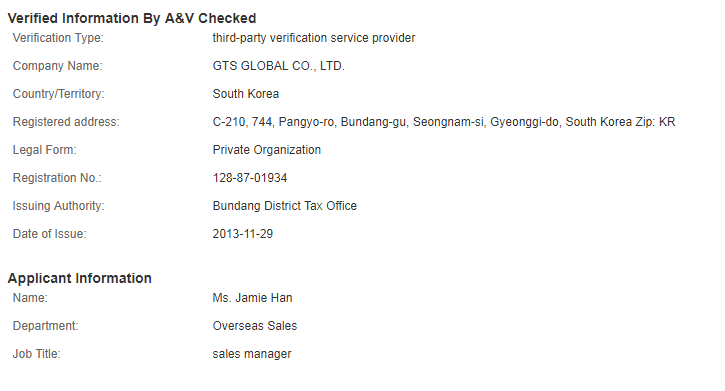 Verified Information By A&V Checked
Verification Type: third-party verification service provider
Company Name: GTS GLOBAL CO., LTD.
Country/Territory: South Korea
Registered address: C-210, 744, Pangyo-ro, Bundang-gu, Seongnam-si, Gyeonggi-do, South Korea Zip: KR
Legal Form: Private Organization
Registration No.: 128-87-01934
Issuing Authority: Bundang District Tax Office
Date of Issue: 2013-11-29
Applicant Information
Name: Ms. Jamie Han
Department: Overseas Sales
Job Title: sales manager